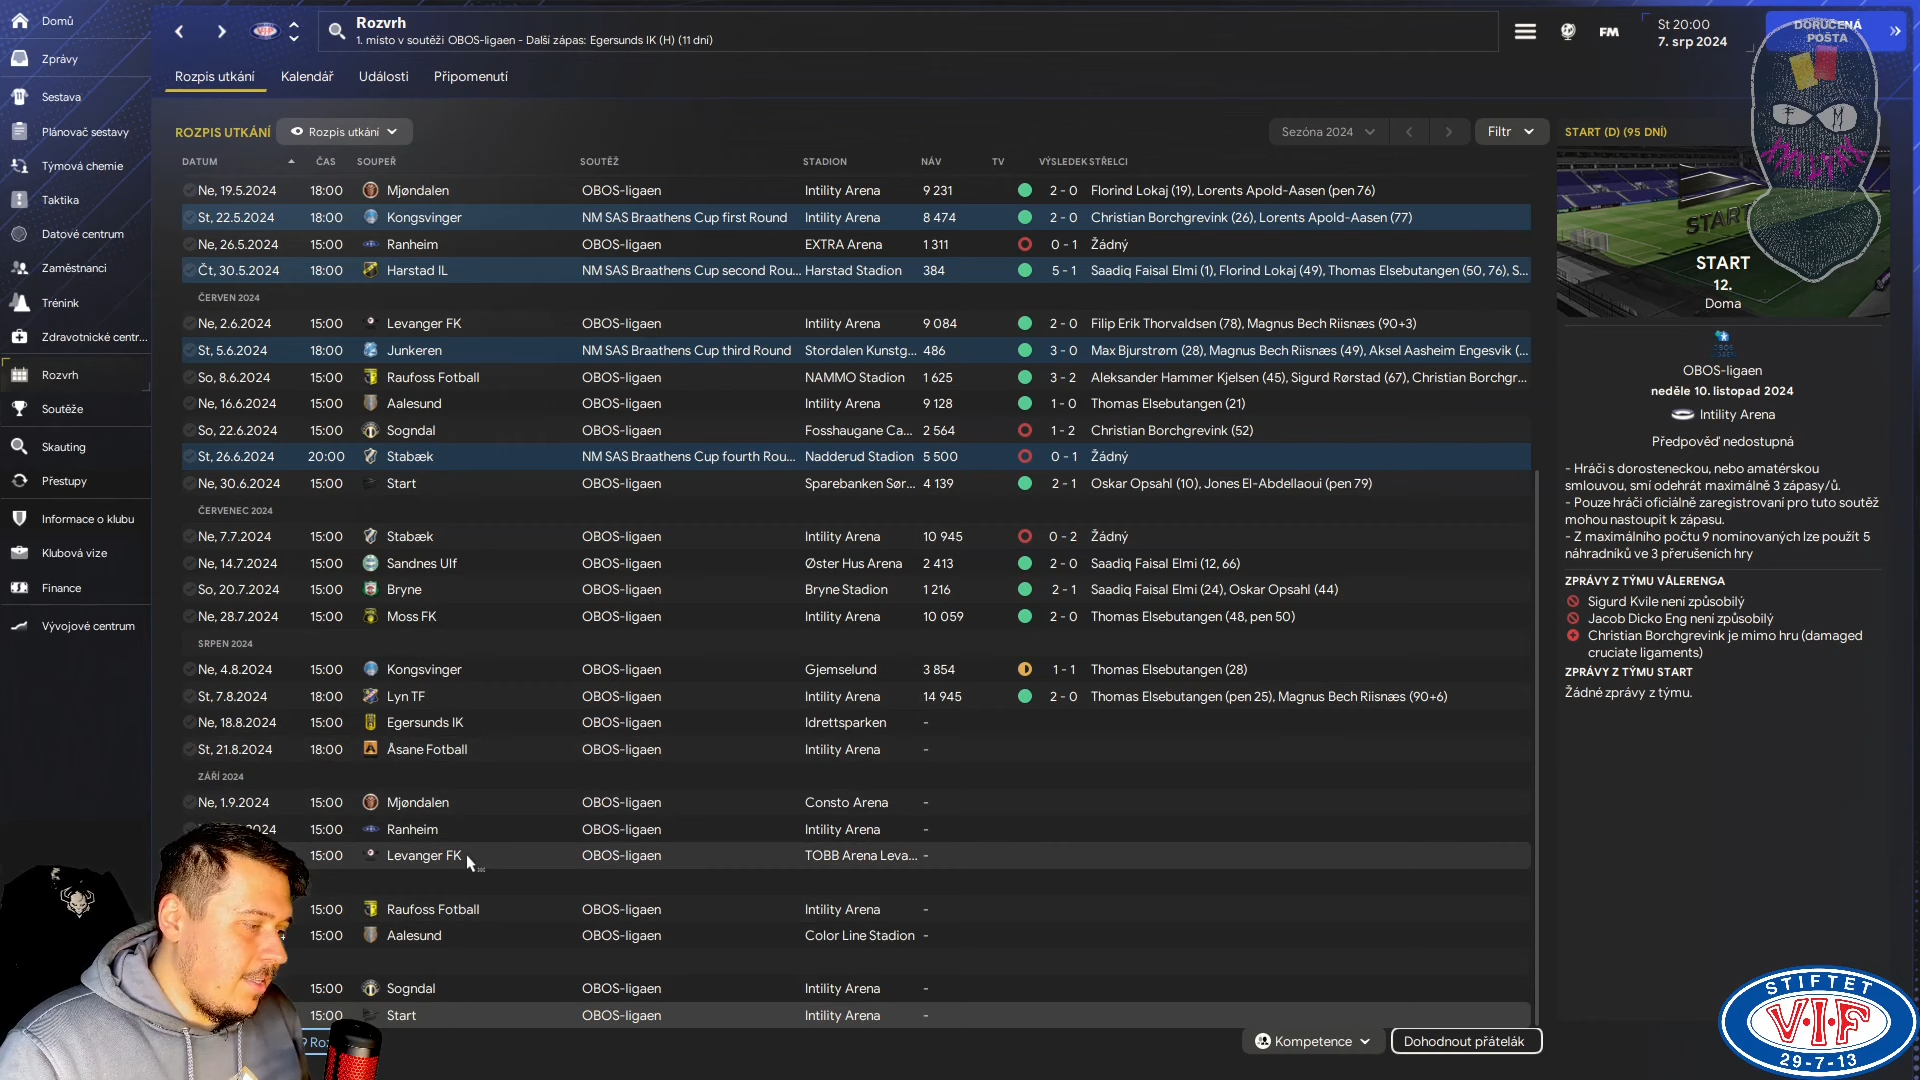 Domů
Zprávy
Sestava
Plánovač sestavy
Týmová chemie
Taktika
Datové centrum
Zaměstnanci
Trénink
Zdravotnické centr...
Rozvrh
Soutěže
Skauting
Přestupy
Informace o klubu
Klubová vize
Finance
Vývojové centrum
Rozvrh
1. místo v soutěži OBOS-ligaen - Další zápas: Egersunds IK (H) (11 dní)
FM
St 20:00
7. srp 2024
DORUČENÁ POŠTA
Rozpis utkání Kalendář Události Připomenutí
ROZPIS UTKÁNÍ Rozpis utkání Sezóna 2024 Filtr
DATUM ČAS SOUPEŘ SOUTĚŽ STADION NÁV TV VÝSLEDEK STŘELCI
Ne, 19.5.2024 18:00 Mjøndalen OBOS-ligaen Intility Arena 9 231 2 - 0 Florind Lokaj (19), Lorents Apold-Aasen (pen 76)
St, 22.5.2024 18:00 Kongsvinger NM SAS Braathens Cup first Round Intility Arena 8 474 2 - 0 Christian Borchgrevink (26), Lorents Apold-Aasen (77)
Ne, 26.5.2024 15:00 Ranheim OBOS-ligaen EXTRA Arena 1 311 0 - 1 Žádný
Čt, 30.5.2024 18:00 Harstad IL NM SAS Braathens Cup second Rou... Harstad Stadion 384 5 - 1 Saadiq Faisal Elmi (1), Florind Lokaj (49), Thomas Elsebutangen (50, 76), S...
ČERVEN 2024
Ne, 2.6.2024 15:00 Levanger FK OBOS-ligaen Intility Arena 9 084 2 - 0 Filip Erik Thorvaldsen (78), Magnus Bech Riisnæs (90+3)
St, 5.6.2024 18:00 Junkeren NM SAS Braathens Cup third Round Stordalen Kunstg... 486 3 - 0 Max Bjurstrøm (28), Magnus Bech Riisnæs (49), Aksel Aasheim Engesvik (...
So, 8.6.2024 15:00 Raufoss Fotball OBOS-ligaen NAMMO Stadion 1 625 3 - 2 Aleksander Hammer Kjelsen (45), Sigurd Rørstad (67), Christian Borchgr...
Ne, 16.6.2024 15:00 Aalesund OBOS-ligaen Intility Arena 9 128 1 - 0 Thomas Elsebutangen (21)
So, 22.6.2024 15:00 Sogndal OBOS-ligaen Fosshaugane Ca... 2 564 1 - 2 Christian Borchgrevink (52)
St, 26.6.2024 20:00 Stabæk NM SAS Braathens Cup fourth Rou... Nadderud Stadion 5 500 0 - 1 Žádný
Ne, 30.6.2024 15:00 Start OBOS-ligaen Sparebanken Sør... 4 139 2 - 1 Oskar Opsahl (10), Jones El-Abdellaoui (pen 79)
ČERVENEC 2024
Ne, 7.7.2024 15:00 Stabæk OBOS-ligaen Intility Arena 10 945 0 - 2 Žádný
Ne, 14.7.2024 15:00 Sandnes Ulf OBOS-ligaen Øster Hus Arena 2 413 2 - 0 Saadiq Faisal Elmi (12, 66)
So, 20.7.2024 15:00 Bryne OBOS-ligaen Bryne Stadion 1 216 2 - 1 Saadiq Faisal Elmi (24), Oskar Opsahl (44)
Ne, 28.7.2024 15:00 Moss FK OBOS-ligaen Intility Arena 10 059 2 - 0 Thomas Elsebutangen (48, pen 50)
SRPEN 2024
Ne, 4.8.2024 15:00 Kongsvinger OBOS-ligaen Gjemselund 3 854 1 - 1 Thomas Elsebutangen (28)
St, 7.8.2024 18:00 Lyn TF OBOS-ligaen Intility Arena 14 945 2 - 0 Thomas Elsebutangen (pen 25), Magnus Bech Riisnæs (90+6)
Ne, 18.8.2024 15:00 Egersunds IK OBOS-ligaen Idrettsparken -
St, 21.8.2024 18:00 Åsane Fotball OBOS-ligaen Intility Arena -
ZÁŘÍ 2024
Ne, 1.9.2024 15:00 Mjøndalen OBOS-ligaen Consto Arena -
15:00 Ranheim OBOS-ligaen Intility Arena -
15:00 Levanger FK OBOS-ligaen TOBB Arena Leva... -
15:00 Raufoss Fotball OBOS-ligaen Intility Arena -
15:00 Aalesund OBOS-ligaen Color Line Stadion -
15:00 Sogndal OBOS-ligaen Intility Arena -
15:00 Start OBOS-ligaen Intility Arena -
Kompetence Dohodnout přátelák
START (D) (95 DNÍ)
START
START
12.
Doma
OBOS-ligaen
neděle 10. listopad 2024
Intility Arena
Předpověď nedostupná
- Hráči s dorosteneckou, nebo amatérskou
smlouvou, smí odehrát maximálně 3 zápasy/ů.
- Pouze hráči oficiálně zaregistrovaní pro tuto soutěž
mohou nastoupit k zápasu.
- Z maximálního počtu 9 nominovaných lze použít 5
náhradníků ve 3 přerušeních hry
ZPRÁVY Z TÝMU VÅLERENGA
Sigurd Kvile není způsobilý
Jacob Dicko Eng není způsobilý
Christian Borchgrevink je mimo hru (damaged
cruciate ligaments)
ZPRÁVY Z TÝMU START
Žádné zprávy z týmu.
STIFTET
V·I·F
29-7-13